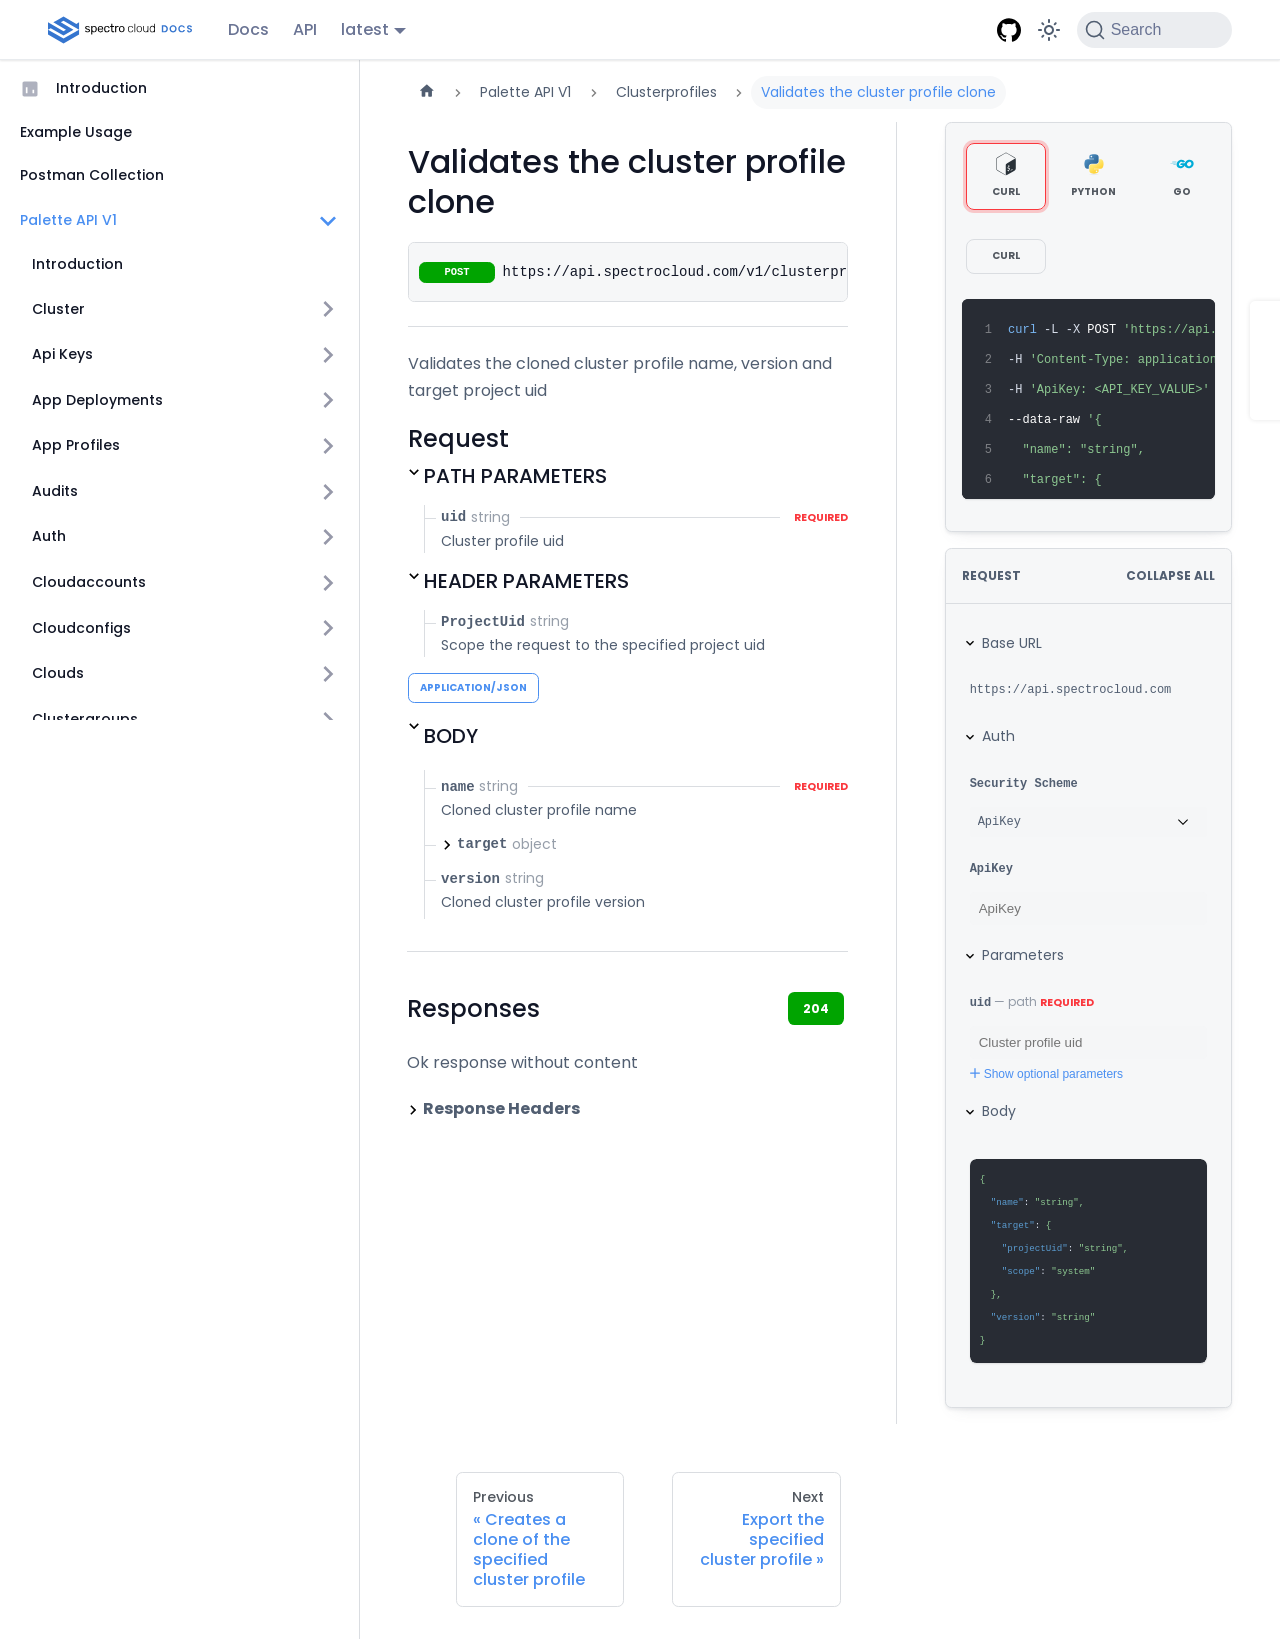 spectro cloud DOCS
Docs
API
latest
Search
Introduction
Example Usage
Postman Collection
Palette API V1
Introduction
Cluster
Api Keys
App Deployments
App Profiles
Audits
Auth
Cloudaccounts
Cloudconfigs
Clouds
Clustergroups
Palette API V1
Clusterprofiles
Validates the cluster profile clone
Validates the cluster profile
clone
POST https://api.spectrocloud.com/v1/clusterpr
Validates the cloned cluster profile name, version and
target project uid
Request
PATH PARAMETERS
uid string REQUIRED
Cluster profile uid
HEADER PARAMETERS
ProjectUid string
Scope the request to the specified project uid
APPLICATION/JSON
BODY
name string REQUIRED
Cloned cluster profile name
target object
version string
Cloned cluster profile version
Responses
204
Ok response without content
Response Headers
CURL
PYTHON
GO
CURL
1 curl -L -X POST 'https://api.
2 -H 'Content-Type: application
3 -H 'ApiKey: <API_KEY_VALUE>'
4 --data-raw '{
5 "name": "string",
6 "target": {
REQUEST
COLLAPSE ALL
Base URL
https://api.spectrocloud.com
Auth
Security Scheme
ApiKey
ApiKey
ApiKey
Parameters
uid — path REQUIRED
Cluster profile uid
Show optional parameters
Body
{
"name": "string",
"target": {
"projectUid": "string",
"scope": "system"
},
"version": "string"
}
Previous
« Creates a
clone of the
specified
cluster profile
Next
Export the
specified
cluster profile »